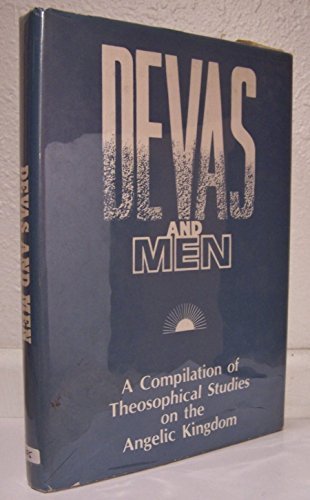 DEVAS
AND
MEN
A Compilation of
Theosophical Studies
on the
Angelic Kingdom
DEVAS AND MEN